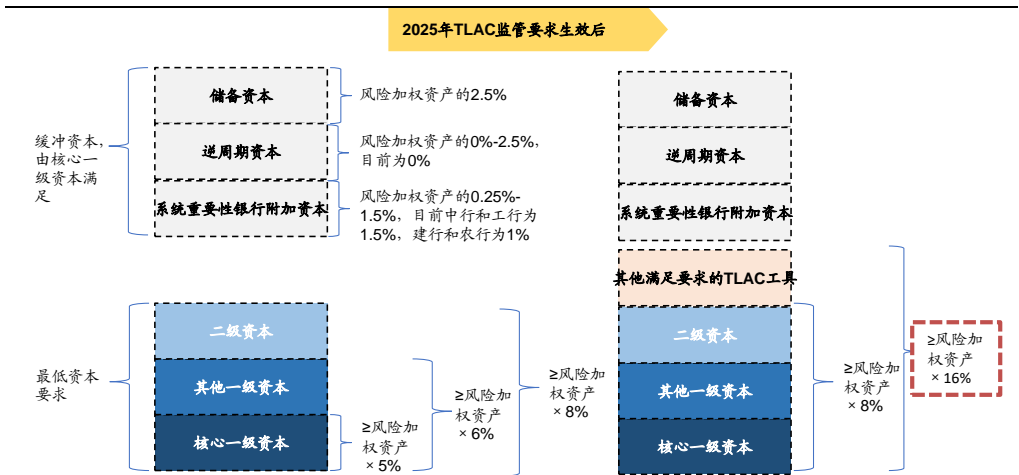 2025年TLAC监管要求生效后
缓冲资本，
由核心一
级资本满
足
储备资本
风险加权资产的2.5%
逆周期资本
风险加权资产的0%-2.5%，
目前为0%
系统重要性银行附加资本
风险加权资产的0.25%-
1.5%，目前中行和工行为
1.5%，建行和农行为1%
最低资本
要求
二级资本
其他一级资本
核心一级资本
≥风险加
权资产
× 5%
≥风险加
权资产
× 6%
≥风险加
权资产
× 8%
储备资本
逆周期资本
系统重要性银行附加资本
其他满足要求的TLAC工具
二级资本
其他一级资本
核心一级资本
≥风险加
权资产
× 8%
≥风险加
权资产
× 16%